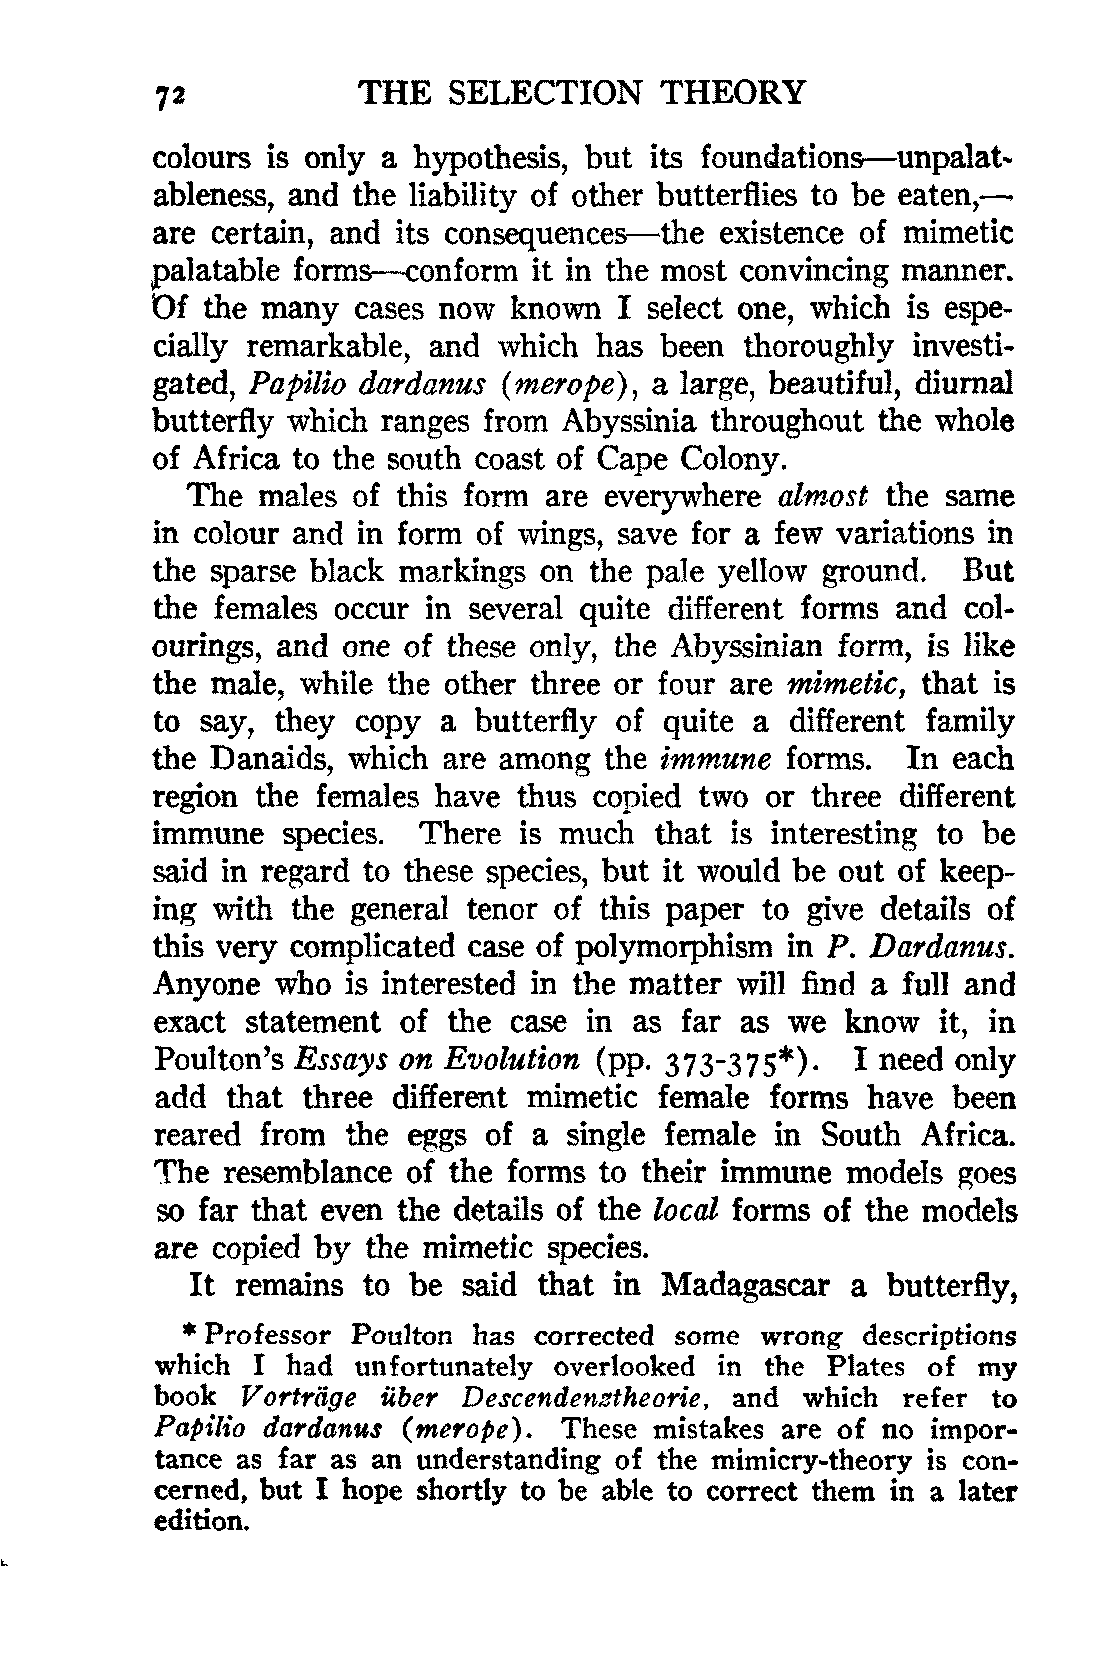 72 THE SELECTION THEORY
colours is only a hypothesis, but its foundations—unpalat-
ableness, and the liability of other butterflies to be eaten,—
are certain, and its consequences—the existence of mimetic
palatable forms—conform it in the most convincing manner.
Of the many cases now known I select one, which is espe-
cially remarkable, and which has been thoroughly investi-
gated, Papilio dardanus (merope), a large, beautiful, diurnal
butterfly which ranges from Abyssinia throughout the whole
of Africa to the south coast of Cape Colony.
The males of this form are everywhere almost the same
in colour and in form of wings, save for a few variations in
the sparse black markings on the pale yellow ground. But
the females occur in several quite different forms and col-
ourings, and one of these only, the Abyssinian form, is like
the male, while the other three or four are mimetic, that is
to say, they copy a butterfly of quite a different family
the Danaids, which are among the immune forms. In each
region the females have thus copied two or three different
immune species. There is much that is interesting to be
said in regard to these species, but it would be out of keep-
ing with the general tenor of this paper to give details of
this very complicated case of polymorphism in P. Dardanus.
Anyone who is interested in the matter will find a full and
exact statement of the case in as far as we know it, in
Poulton's Essays on Evolution (pp. 373-375*). I need only
add that three different mimetic female forms have been
reared from the eggs of a single female in South Africa.
The resemblance of the forms to their immune models goes
so far that even the details of the local forms of the models
are copied by the mimetic species.
It remains to be said that in Madagascar a butterfly,
* Professor Poulton has corrected some wrong descriptions
which I had unfortunately overlooked in the Plates of my
book Vorträge über Descendenztheorie, and which refer to
Papilio dardanus (merope). These mistakes are of no impor-
tance as far as an understanding of the mimicry-theory is con-
cerned, but I hope shortly to be able to correct them in a later
edition.